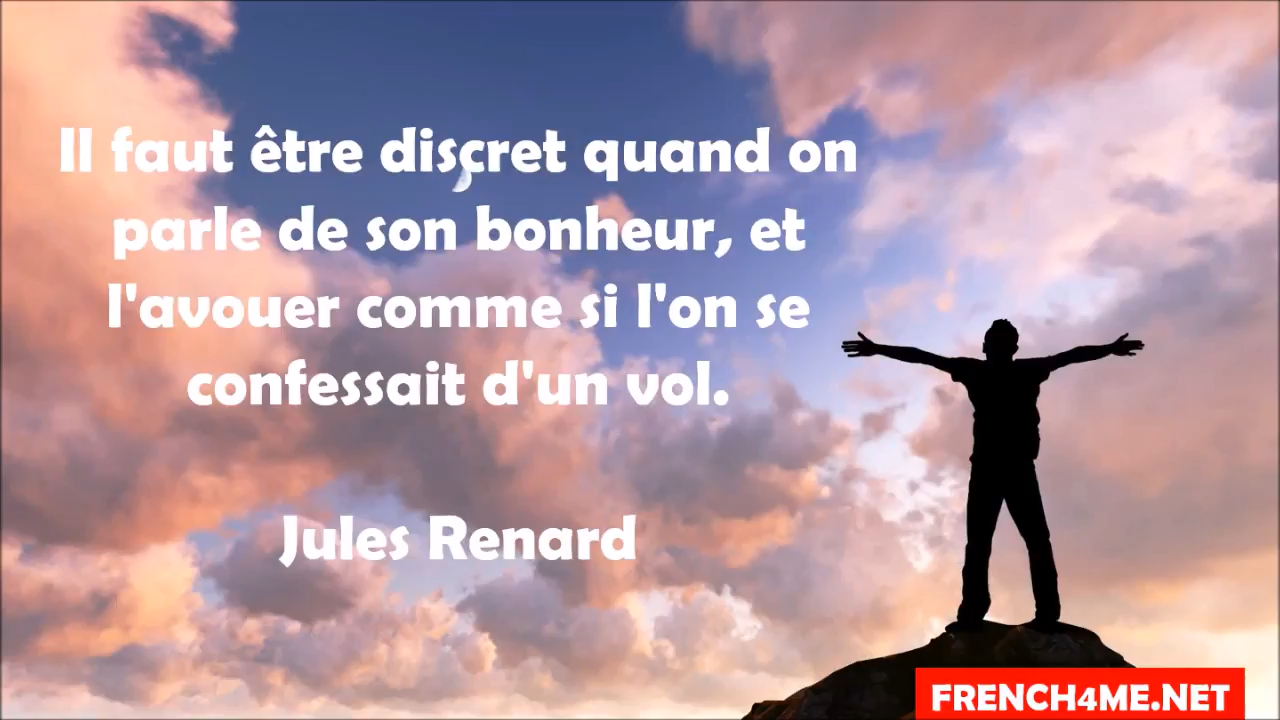 Il faut être discret quand on
parle de son bonheur, et
l'avouer comme si l'on se
confessait d'un vol.
Jules Renard
FRENCH4ME.NET